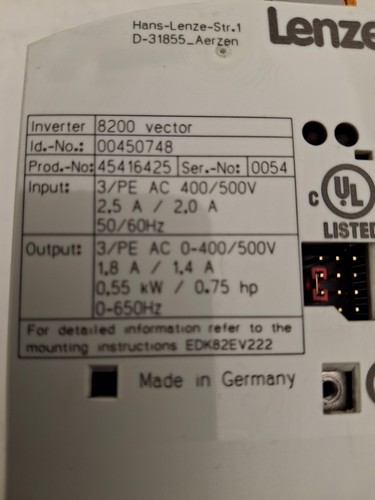 Hans-Lenze-Str.1
D-31855 Aerzen
Lenze
Inverter 8200 vector
Id.-No: 00450748
Prod.-No: 45416425 Ser.-No: 0054
Input: 3/PE AC 400/500V
2.5 A / 2.0 A
50/60Hz
Output: 3/PE AC 0-400/500V
1,8 A / 1.4 A
0,55 kW / 0.75 hp
0-650Hz
For detailed information refer to the
mounting instructions EDK82EV222
C UL
LISTED
Made in Germany